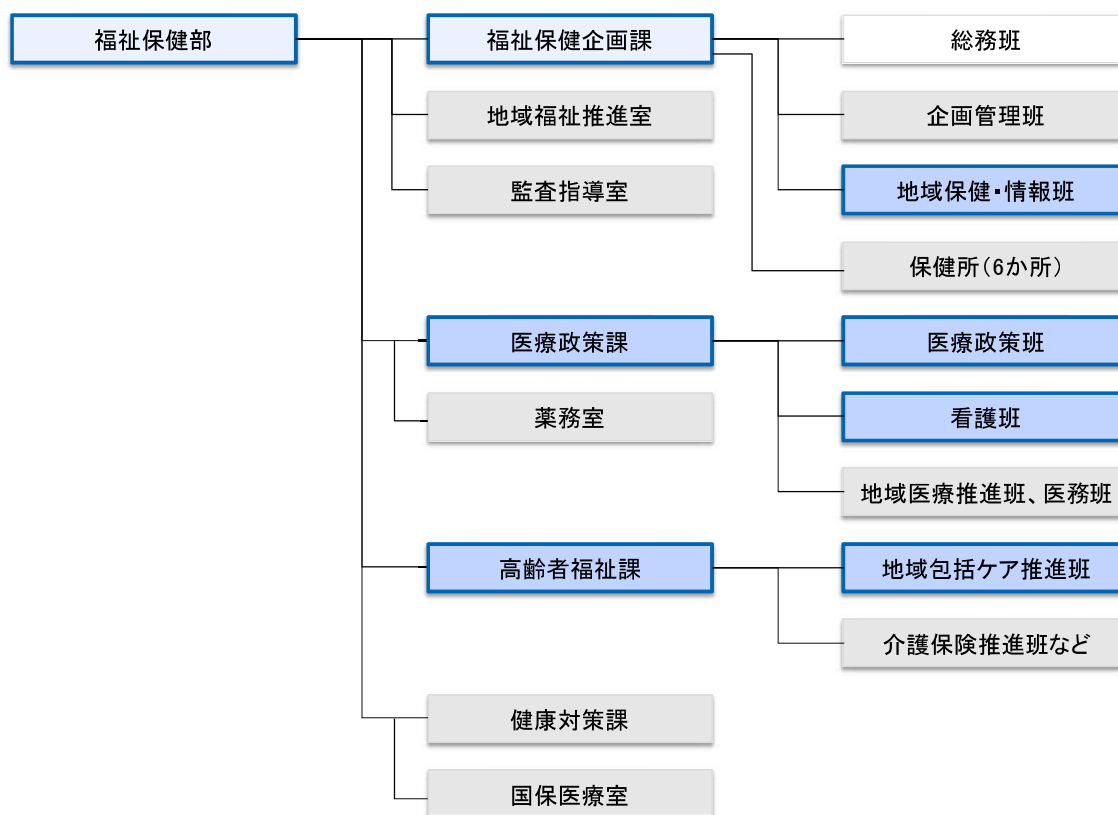 福祉保健部
福祉保健企画課
総務班
地域福祉推進室
企画管理班
監査指導室
地域保健・情報班
保健所(6か所)
医療政策課
医療政策班
薬務室
看護班
地域医療推進班、医務班
高齢者福祉課
地域包括ケア推進班
介護保険推進班など
健康対策課
国保医療室